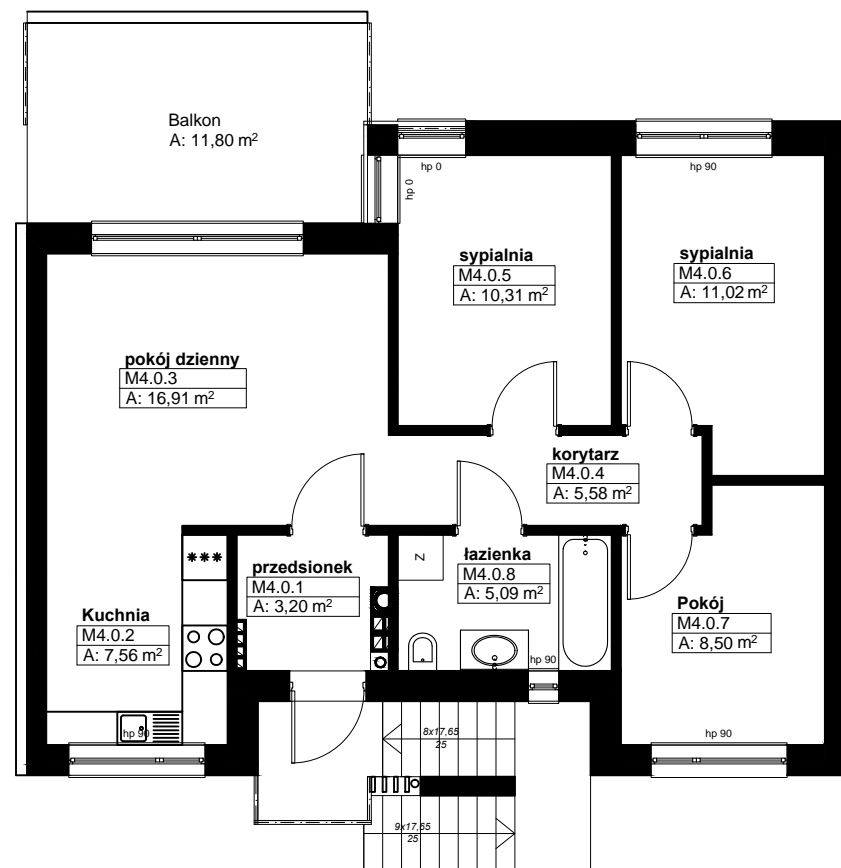 Balkon
A: 11,80 m²
hp 0
hp 90
hp 0
sypialnia
M4.0.5
A: 10,31 m²
sypialnia
M4.0.6
A: 11,02 m²
pokój dzienny
M4.0.3
A: 16,91 m²
korytarz
M4.0.4
A: 5,58 m²
***
Z
łazienka
M4.0.8
A: 5,09 m²
przedsionek
M4.0.1
A: 3,20 m²
Kuchnia
M4.0.2
A: 7,56 m²
Pokój
M4.0.7
A: 8,50 m²
hp 90
hp 90
hp 90
8x17,65
25
9x17,65
25